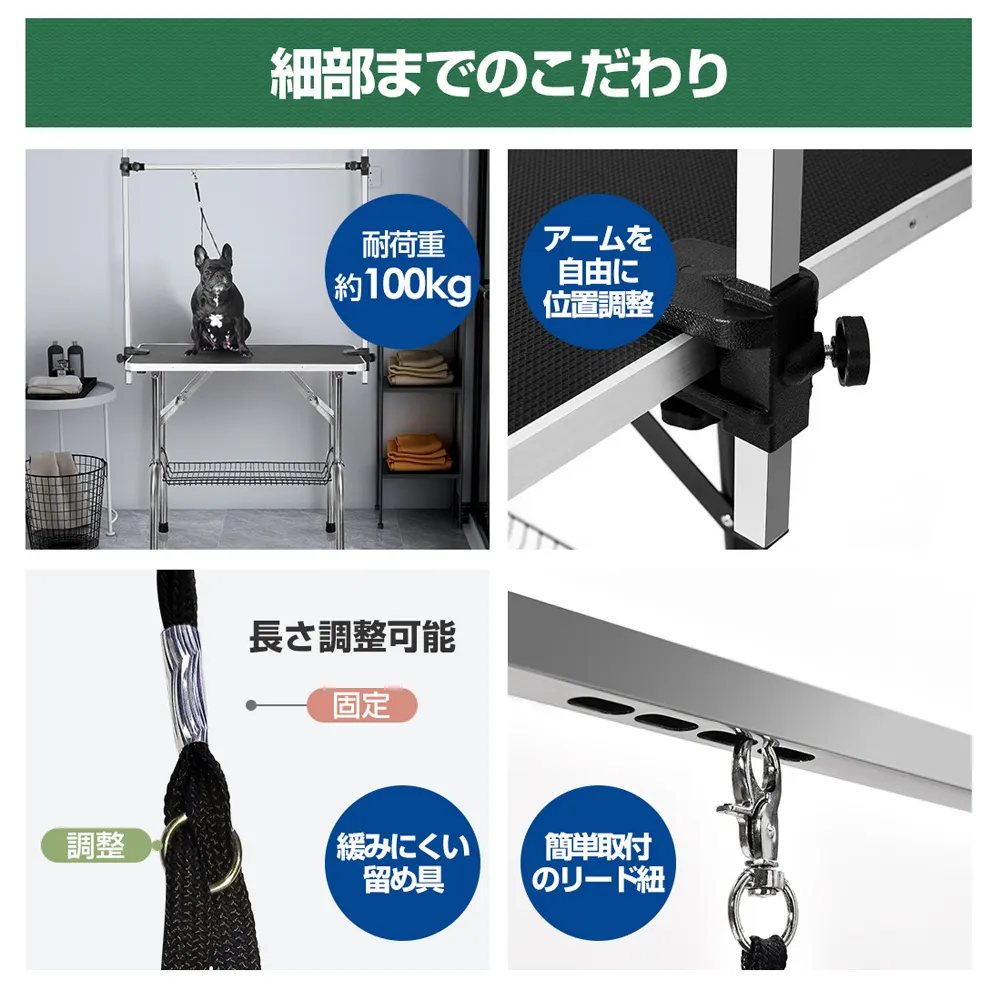 細部までのこだわり
耐荷重
約100kg
アームを
自由に
位置調整
長さ調整可能
固定
調整
緩みにくい
留め具
簡単取付
のリード紐